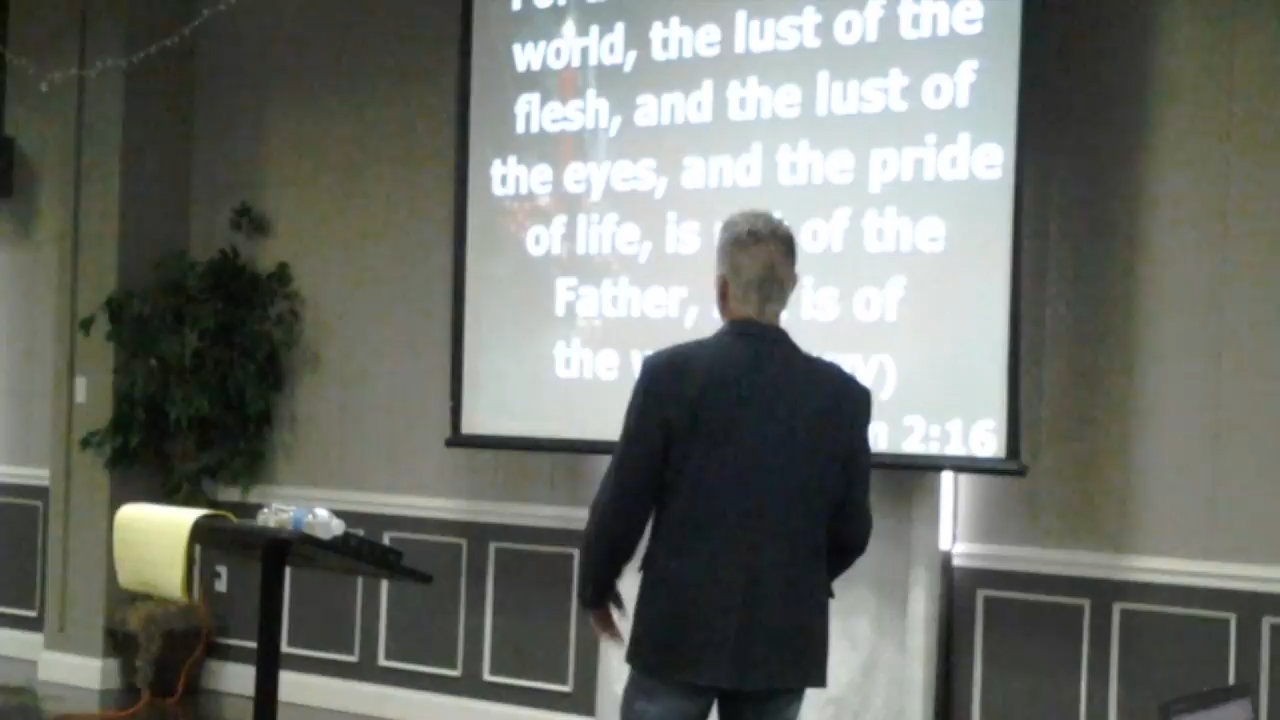 world, the lust of the
flesh, and the lust of
the eyes, and the pride
of life, is of the
Father, is of
the
2:16